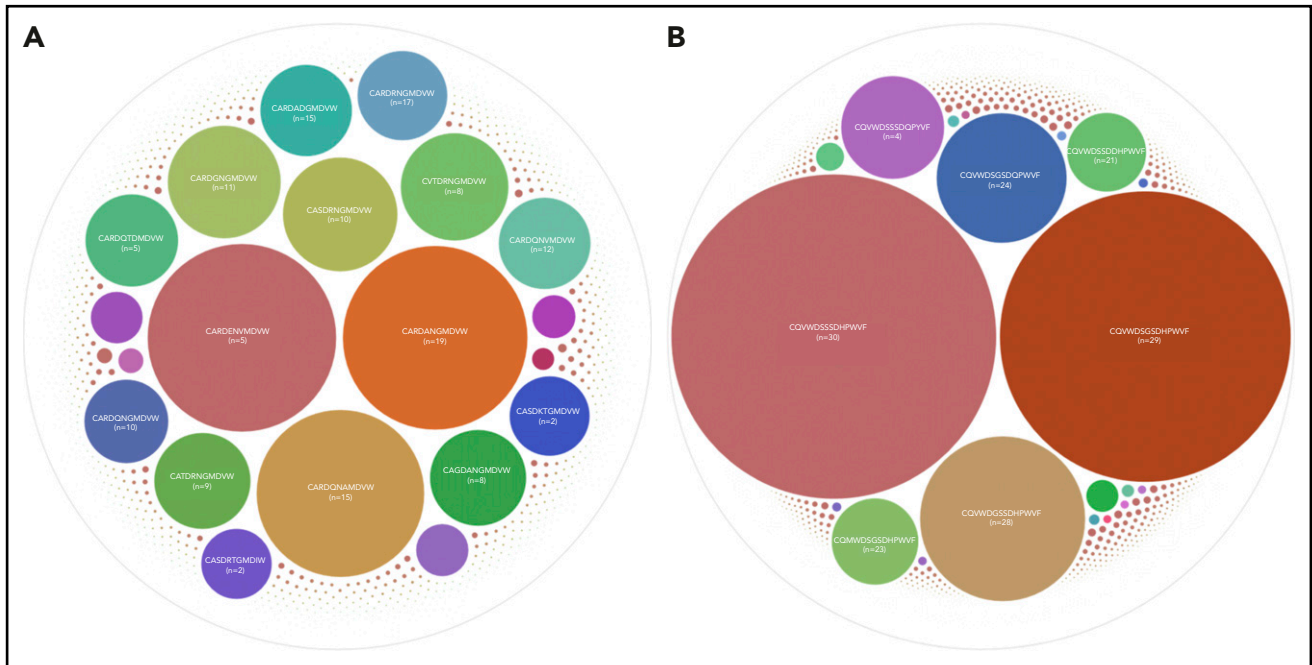 A
CARDRNGMDVW
(n=17)
CARDADGMDVW
(n=15)
CARDGNGMDVW
(n=11)
CVTDRNGMDVW
(n=8)
CASDRNGMDVW
(n=10)
CARDQTDMDVW
(n=5)
CARDQNVMDVW
(n=12)
CARDENVMDVW
(n=5)
CARDANGMDVW
(n=19)
CARDQNGMDVW
(n=10)
CASDKTGMDVW
(n=2)
CATDRNGMDVW
(n=9)
CARDQNAMDVW
(n=15)
CAGDANGMDVW
(n=8)
CASDRTGMDIW
(n=2)
B
CQVWDSSSDQPYVF
(n=4)
CQVWDSSDDHPWVF
(n=21)
CQVWDSGSDQPWVF
(n=24)
CQVWDSSSDHPWVF
(n=30)
CQVWDSGSDHPWVF
(n=29)
CQVWDGSSDHPWVF
(n=28)
CQMWDSGSDHPWVF
(n=23)